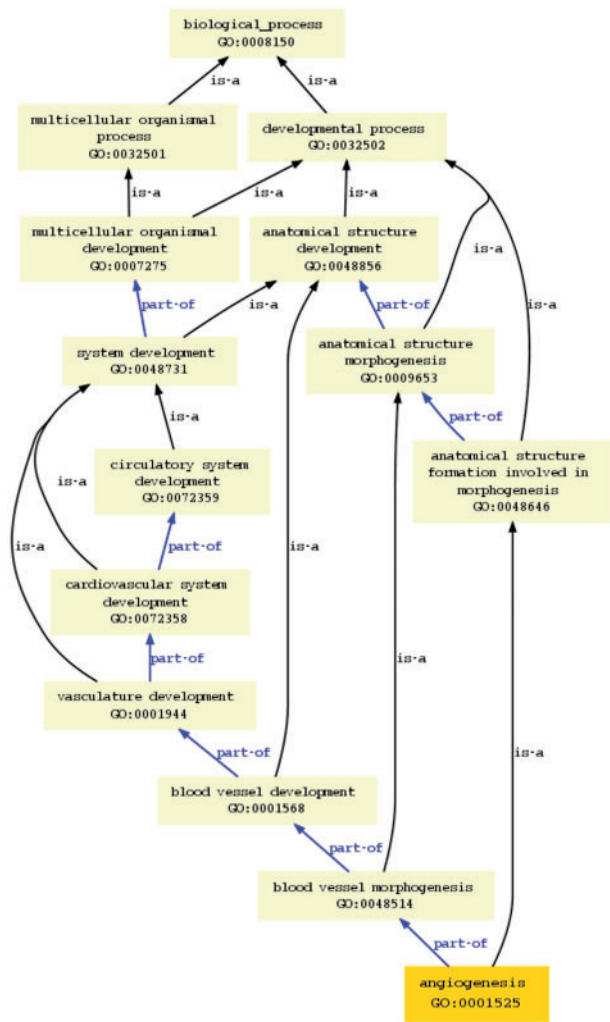 biological_process
GO:0008150
is-a
is-a
multicellular organismal
process
GO:0032501
developmental process
GO:0032502
is-a
is-a
is-a
is-a
multicellular organismal
development
GO:0007275
anatomical structure
development
GO:0048856
part-of
is-a
part-of
system development
GO:0048731
anatomical structure
morphogenesis
GO:0009653
is-a
part-of
circulatory system
development
GO:0072359
anatomical structure
formation involved in
morphogenesis
GO:0048646
is-a
is-a
part-of
is-a
cardiovascular system
development
GO:0072358
part-of
is-a
vasculature development
GO:0001944
part-of
is-a
blood vessel development
GO:0001568
part-of
blood vessel morphogenesis
GO:0048514
part-of
angiogenesis
GO:0001525